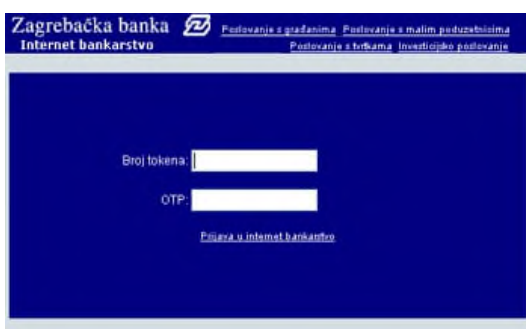 Zagrebačka banka
Internet bankarstvo
Poslovanje s građanima Poslovanje s malim poduzetnicima
Poslovanje s tvrtkama Investicijsko poslovanje
Broj tokena:
OTP:
Prijava u internet bankarstvo